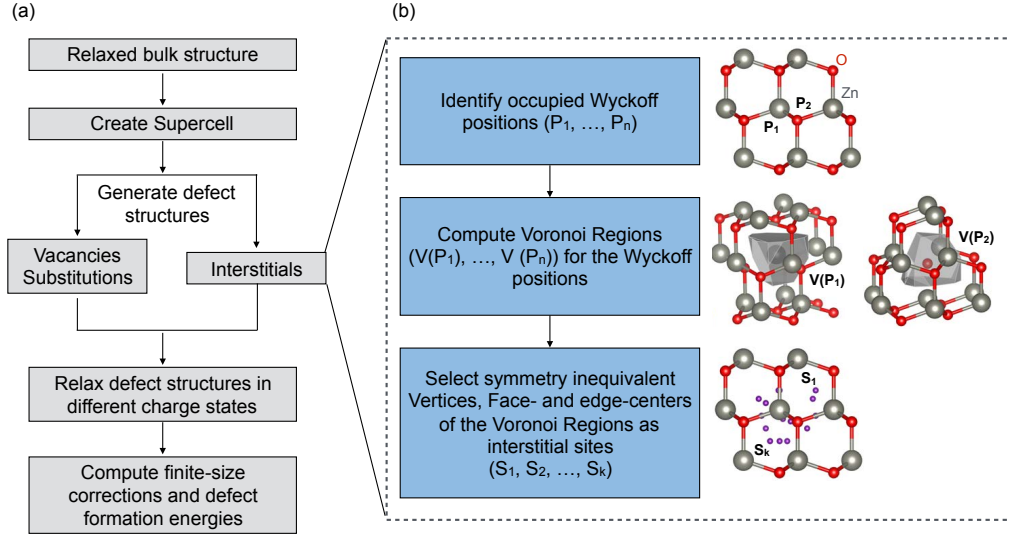 (a)
Relaxed bulk structure
Create Supercell
Generate defect
structures
Vacancies
Substitutions
Interstitials
Relax defect structures in
different charge states
Compute finite-size
corrections and defect
formation energies
(b)
Identify occupied Wyckoff
positions (P₁, …, Pₙ)
O
Zn
P₂
P₁
Compute Voronoi Regions
(V(P₁), …, V (Pₙ)) for the Wyckoff
positions
V(P₁)
V(P₂)
Select symmetry inequivalent
Vertices, Face- and edge-centers
of the Voronoi Regions as
interstitial sites
(S₁, S₂, …, Sₖ)
S₁
Sₖ